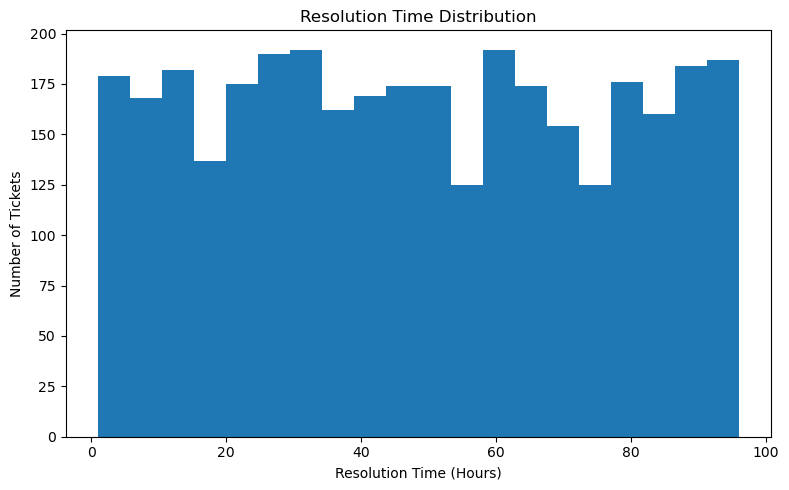 Resolution Time Distribution
200
175
150
125
100
75
50
25
0
Number of Tickets
0 20 40 60 80 100
Resolution Time (Hours)